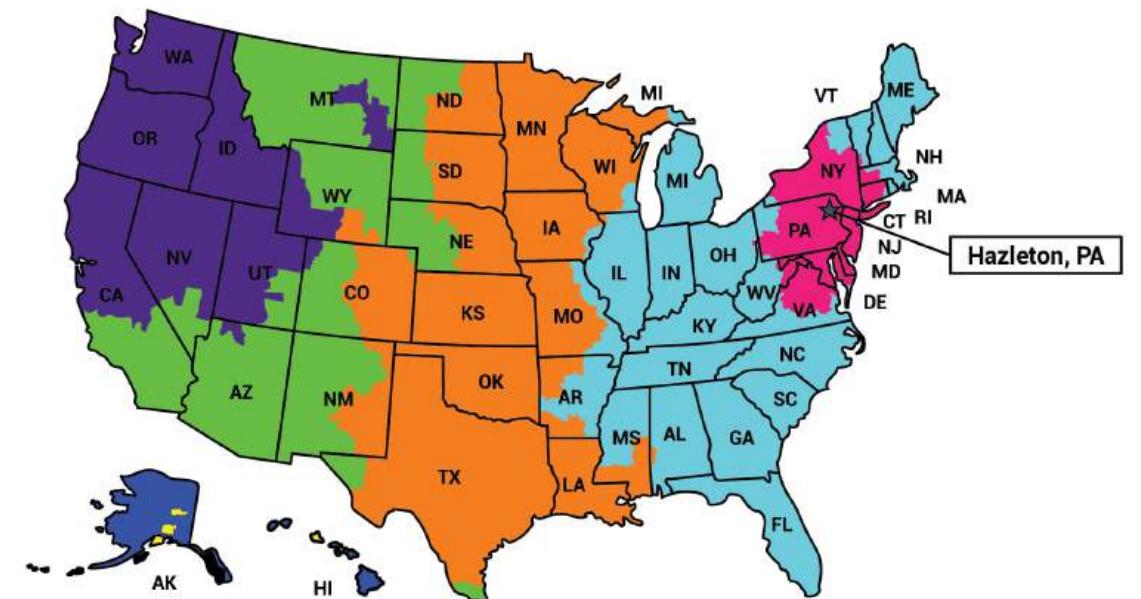 WA
MT
ND
MN
MI
VT
ME
OR
ID
SD
WI
MI
NY
NH
WY
MA
NE
IA
PA
CT
RI
NV
UT
CO
IL
IN
OH
NJ
Hazleton, PA
MD
CA
KS
MO
WV
VA
DE
KY
AZ
NM
OK
AR
TN
NC
SC
TX
MS
AL
GA
LA
FL
AK
HI